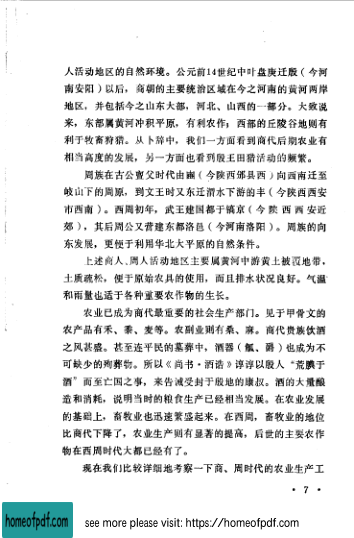 人活动地区的自然环境。公元前14世纪中叶盘庚迁殷（今河
南安阳）以后，商朝的主要统治区域在今之河南的黄河两岸
地区，并包括今之山东大部，河北、山西的一部分。大致说
来，东部属黄河冲积平原，有利农作；西部的丘陵谷地则有
利于牧畜狩猎。从卜辞中，我们一方面看到商代后期农业有
相当高度的发展，另一方面也看到殷王田猎活动的频繁。
周族在古公亶父时代由豳（今陕西邠县西）向西南迁至
岐山下的周原，到文王时又东迁渭水下游的丰（今陕西西安
市西南）。西周初年，武王建国都于镐京（今陕西西安近
郊），其后周公又营建东都洛邑（今河南洛阳）。周族的向
东发展，更便于利用华北大平原的自然条件。
上述商人、周人活动地区主要属黄河中游黄土被覆地带，
土质疏松，便于原始农具的使用，而且排水状况良好。气温
和雨量也适于各种重要农作物的生长。
农业已成为商代最重要的社会生产部门。见于甲骨文的
农产品有禾、黍、麦等。农副业则有桑、麻。商代贵族饮酒
之风甚盛。甚至连平民的墓葬中，酒器（觚、爵）也成为不
可缺少的殉葬物。所以《尚书·酒诰》谆谆以殷人“荒腆于
酒”而至亡国之事，来告诫受封于殷地的康叔。酒的大量酿
造和消耗，说明当时的粮食生产已经相当发展。在农业发展
的基础上，畜牧业也迅速繁盛起来。在西周，畜牧业的地位
比商代下降了，农业生产则有显著的提高，后世的主要农作
物在西周时代大都已经有了。
现在我们比较详细地考察一下商、周时代的农业生产工
• 7 •
homeofpdf.com
see more please visit: https://homeofpdf.com